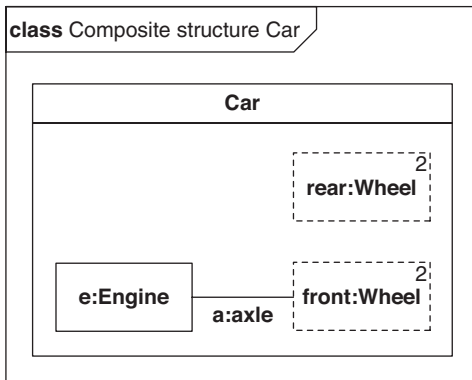 class Composite structure Car
Car
2
rear:Wheel
2
e:Engine
front:Wheel
a:axle